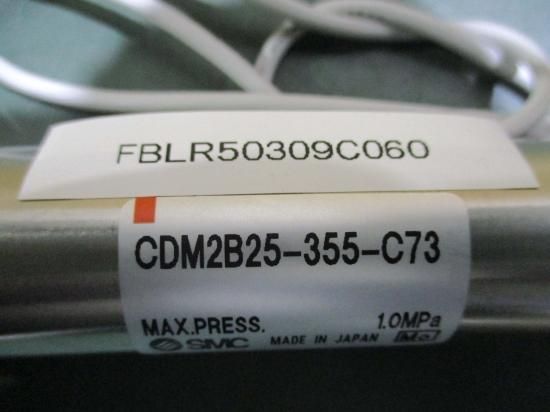 FBLR50309C060
CDM2B25-355-C73
MAX.PRESS. 1.0MPa
SMC MADE IN JAPAN